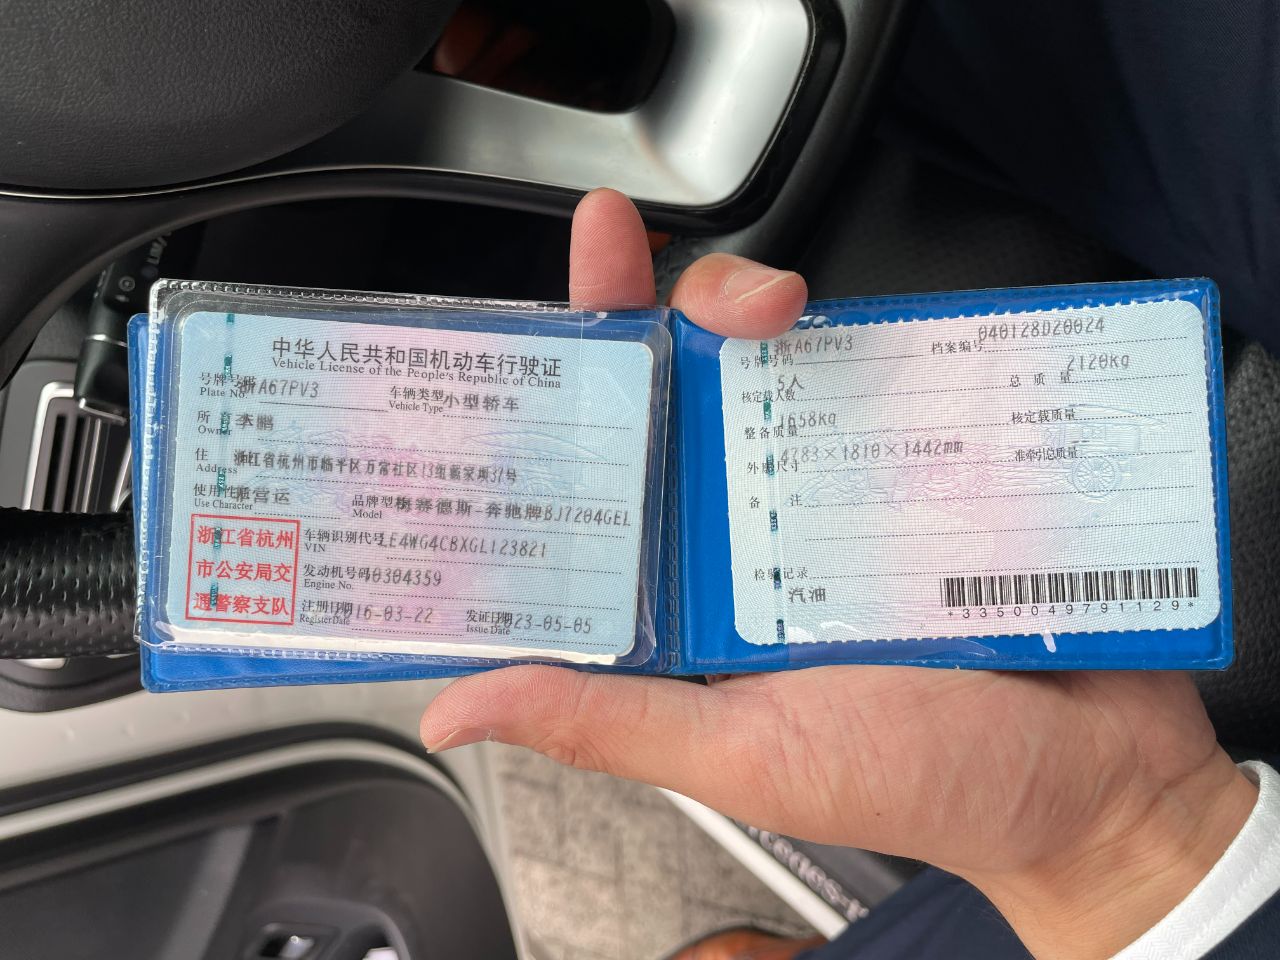 中华人民共和国机动车行驶证
Vehicle License of the People's Republic of China
号牌号码 浙A67PV3 车辆类型 小型轿车
Plate No. Vehicle Type
所有人 李鹏
Owner
住址 浙江省杭州市临平区万常社区13组戴家坝37号
Address
使用性质 非营运 品牌型号 梅赛德斯-奔驰牌BJ7204GEL
Use Character Model
浙江省杭州
市公安局交
通警察支队
车辆识别代号 LE4WG4CBXGL123821
VIN
发动机号码 30304359
Engine No.
注册日期 2016-03-22 发证日期 2023-05-05
Register Date Issue Date
号牌号码 浙A67PV3 档案编号 040128D20024
核定载人数 5人 总质量 2120kg
整备质量 1658kg 核定载质量 --
外廓尺寸 4783×1810×1442mm 准牵引总质量 --
备注
检验记录
汽油
*3350049791129*